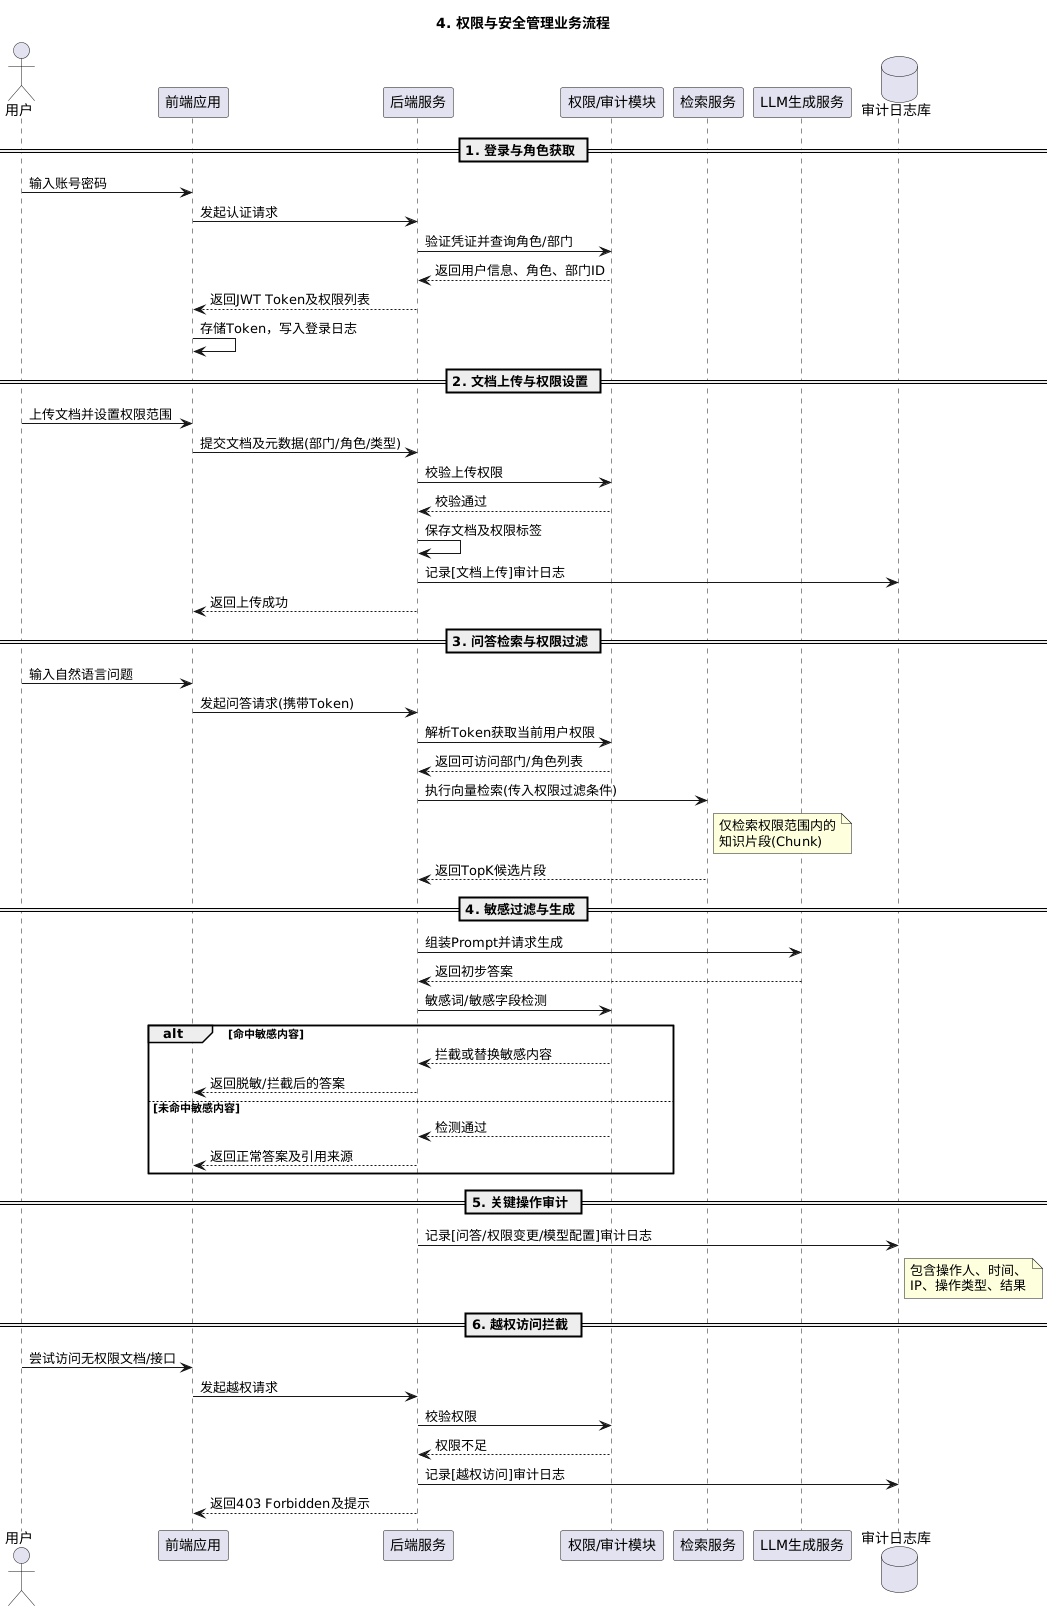 4. 权限与安全管理业务流程
用户
前端应用
后端服务
权限/审计模块
检索服务
LLM生成服务
审计日志库
1. 登录与角色获取
输入账号密码
发起认证请求
验证凭证并查询角色/部门
返回用户信息、角色、部门ID
返回JWT Token及权限列表
存储Token，写入登录日志
2. 文档上传与权限设置
上传文档并设置权限范围
提交文档及元数据(部门/角色/类型)
校验上传权限
校验通过
保存文档及权限标签
记录[文档上传]审计日志
返回上传成功
3. 问答检索与权限过滤
输入自然语言问题
发起问答请求(携带Token)
解析Token获取当前用户权限
返回可访问部门/角色列表
执行向量检索(传入权限过滤条件)
仅检索权限范围内的
知识片段(Chunk)
返回TopK候选片段
4. 敏感过滤与生成
组装Prompt并请求生成
返回初步答案
敏感词/敏感字段检测
alt
[命中敏感内容]
拦截或替换敏感内容
返回脱敏/拦截后的答案
[未命中敏感内容]
检测通过
返回正常答案及引用来源
5. 关键操作审计
记录[问答/权限变更/模型配置]审计日志
包含操作人、时间、
IP、操作类型、结果
6. 越权访问拦截
尝试访问无权限文档/接口
发起越权请求
校验权限
权限不足
记录[越权访问]审计日志
返回403 Forbidden及提示
用户
前端应用
后端服务
权限/审计模块
检索服务
LLM生成服务
审计日志库